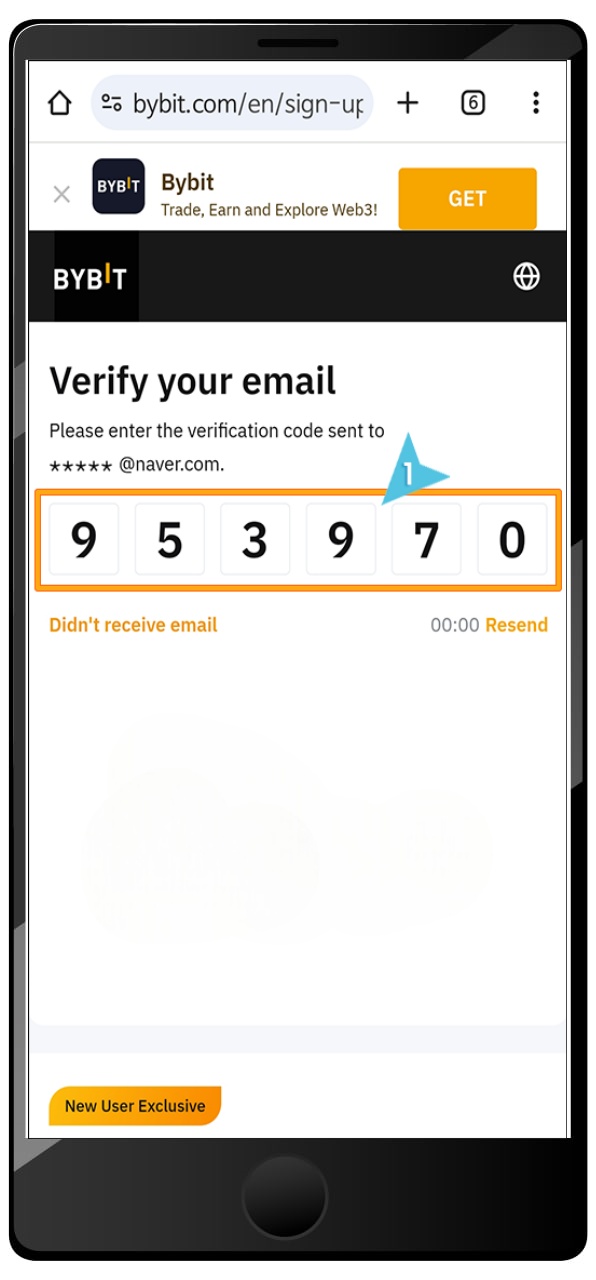 bybit.com/en/sign-up
6
BYBIT
Bybit
Trade, Earn and Explore Web3!
GET
BYBIT
Verify your email
Please enter the verification code sent to
***** @naver.com.
1
9 5 3 9 7 0
Didn't receive email
00:00 Resend
New User Exclusive